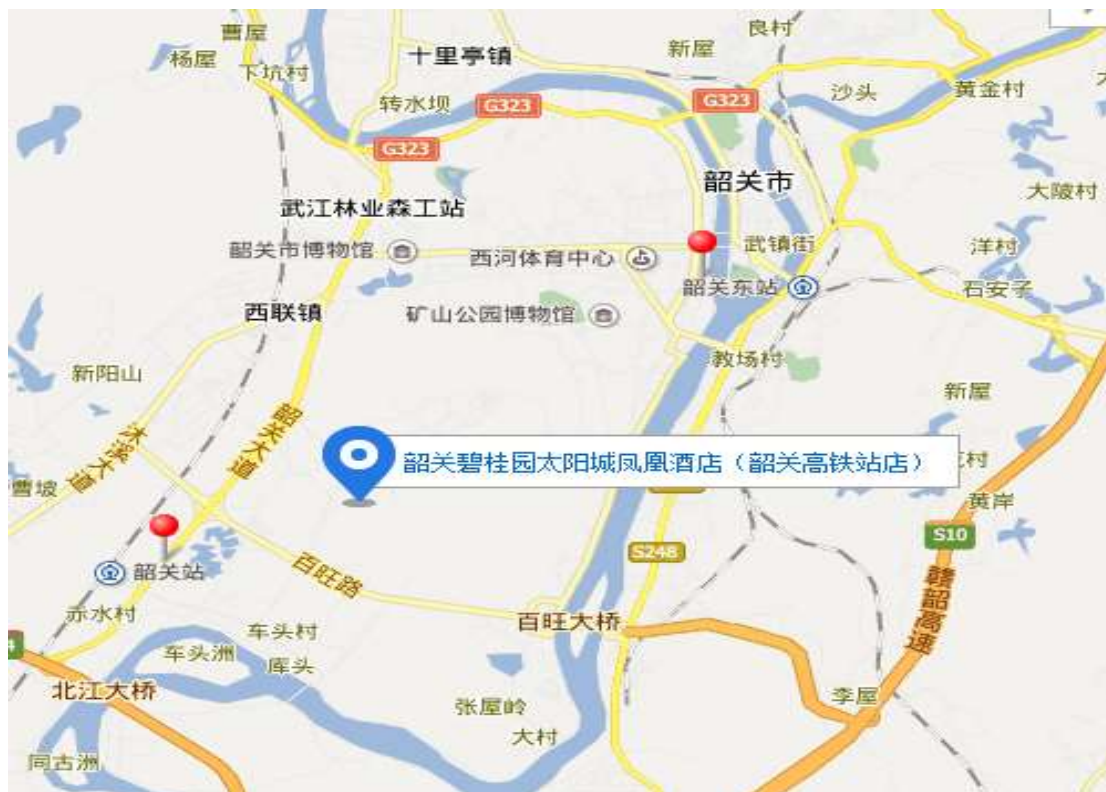 曹屋
良村
杨屋
十里亭镇
新屋
下坑村
转水坝
G323
G323
沙头
黄金村
G323
韶关市
大陂村
武江林业森工站
韶关市博物馆
西河体育中心
武镇街
洋村
韶关东站
石安子
西联镇
矿山公园博物馆
教场村
新阳山
新屋
韶关大道
沐溪大道
韶关碧桂园太阳城凤凰酒店（韶关高铁站店）
村
曹坡
黄岸
S10
S248
韶关站
百旺路
赣韶高速
赤水村
百旺大桥
车头村
车头洲
库头
北江大桥
李屋
张屋岭
大村
同古洲